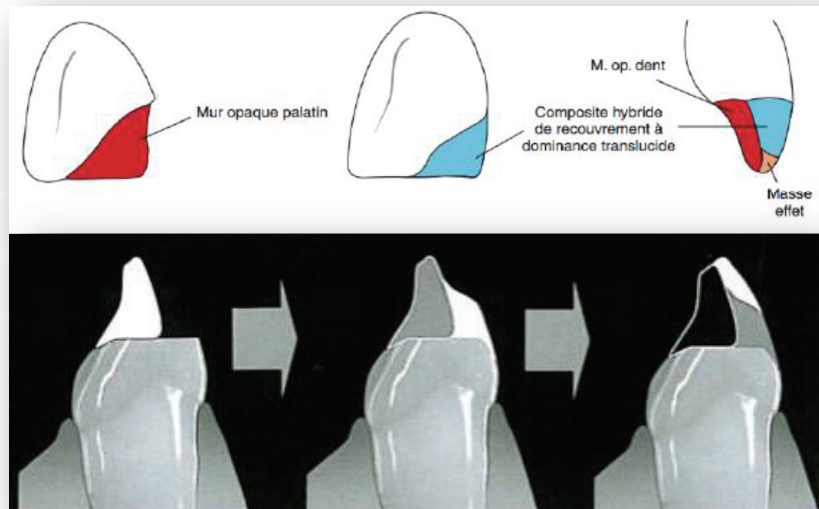 Mur opaque palatin
M. op. dent
Composite hybride
de recouvrement à
dominance translucide
Masse
effet